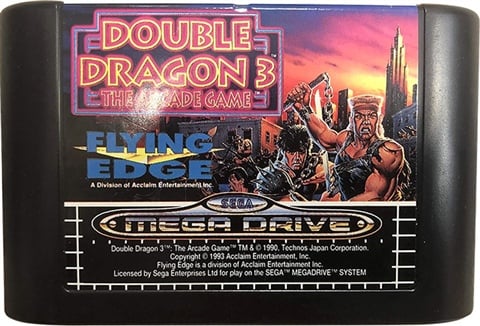 DOUBLE
DRAGON 3
THE ARCADE GAME
FLYING
EDGE
A Division of Acclaim Entertainment, Inc.
SEGA
MEGA DRIVE
Double Dragon 3™: The Arcade Game ™ & © 1990, Technos Japan Corporation.
Copyright © 1993 Acclaim Entertainment, Inc.
Flying Edge is a division of Acclaim Entertainment, Inc.
Licensed by Sega Enterprises Ltd for play on the SEGA™ MEGADRIVE™ SYSTEM